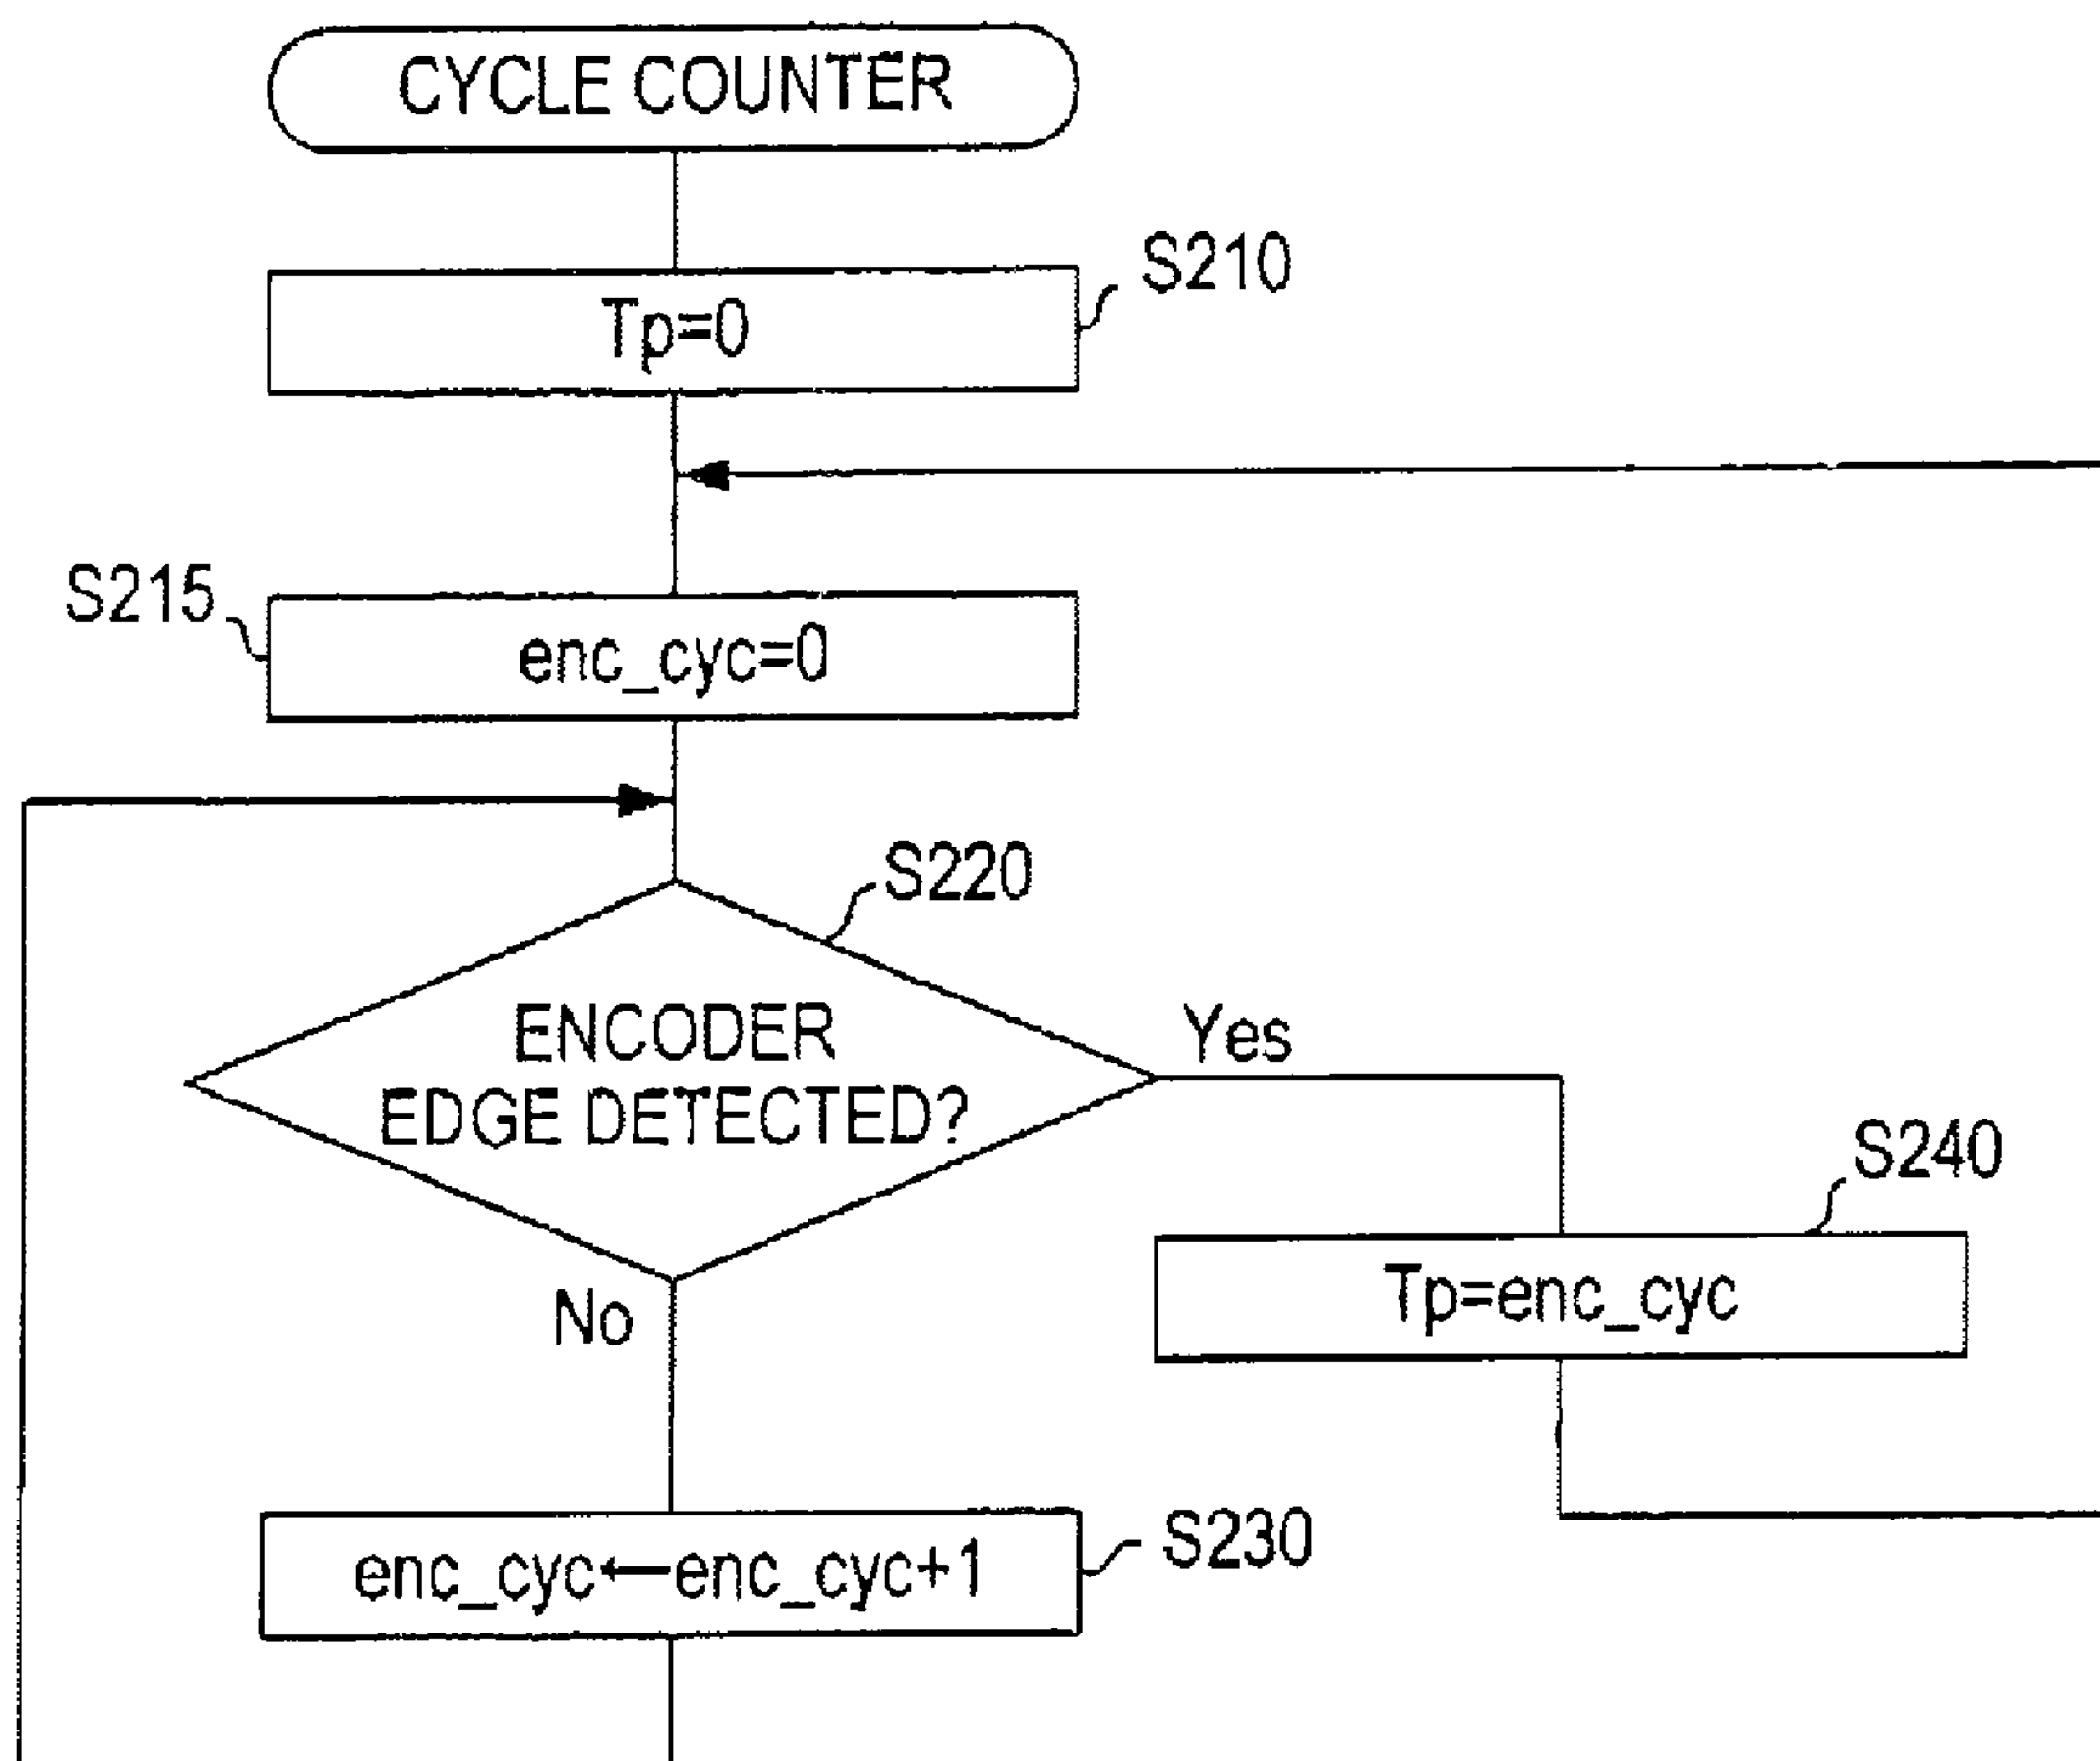 CYCLE COUNTER
S210
Tp=0
S215
enc_cyc=0
S220
ENCODER
EDGE DETECTED?
Yes
No
S240
Tp=enc_cyc
S230
enc_cyc←enc_cyc+1